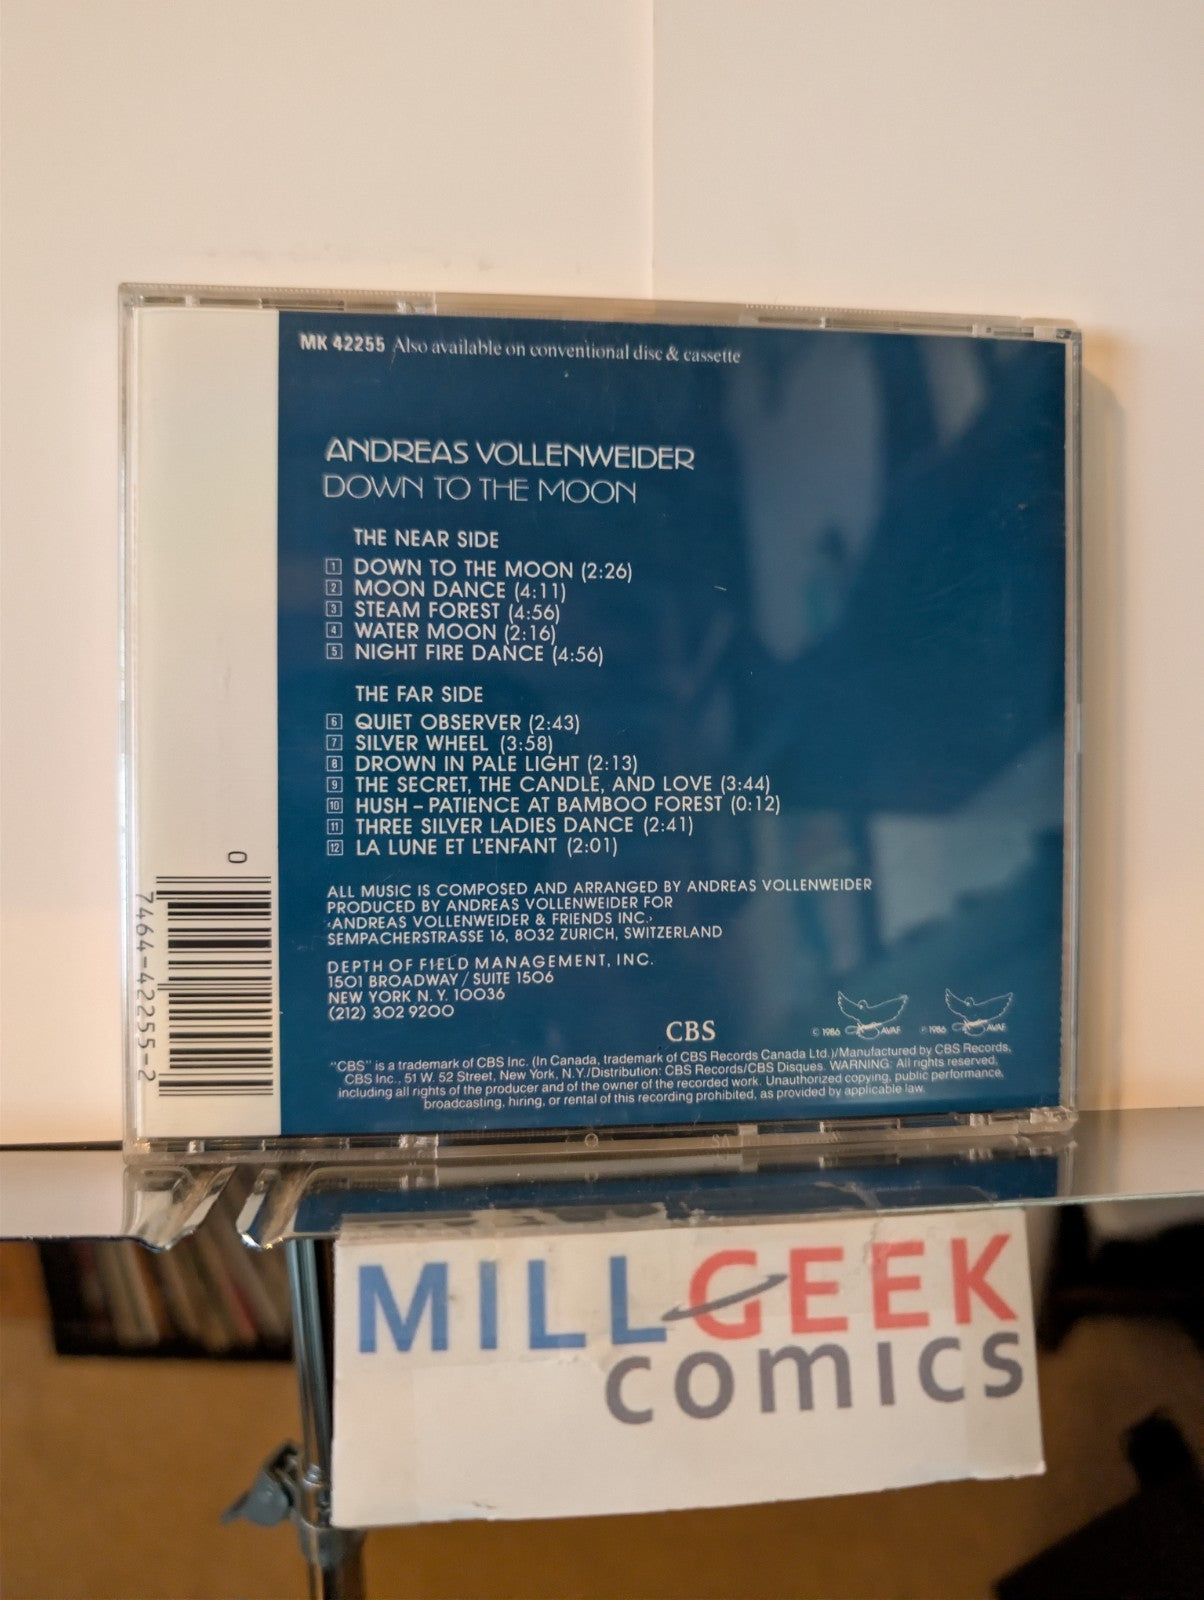 MK 42255 Also available on conventional disc & cassette
ANDREAS VOLLENWEIDER
DOWN TO THE MOON
THE NEAR SIDE
1 DOWN TO THE MOON (2:26)
2 MOON DANCE (4:11)
3 STEAM FOREST (4:56)
4 WATER MOON (2:16)
5 NIGHT FIRE DANCE (4:56)
THE FAR SIDE
6 QUIET OBSERVER (2:43)
7 SILVER WHEEL (3:58)
8 DROWN IN PALE LIGHT (2:13)
9 THE SECRET, THE CANDLE, AND LOVE (3:44)
10 HUSH – PATIENCE AT BAMBOO FOREST (0:12)
11 THREE SILVER LADIES DANCE (2:41)
12 LA LUNE ET L'ENFANT (2:01)
ALL MUSIC IS COMPOSED AND ARRANGED BY ANDREAS VOLLENWEIDER
PRODUCED BY ANDREAS VOLLENWEIDER FOR
‹ANDREAS VOLLENWEIDER & FRIENDS INC.›
SEMPACHERSTRASSE 16, 8032 ZURICH, SWITZERLAND
DEPTH OF FIELD MANAGEMENT, INC.
1501 BROADWAY / SUITE 1506
NEW YORK N.Y. 10036
(212) 302 9200
CBS
© 1986 AVAF ℗ 1986 AVAF
"CBS" is a trademark of CBS Inc. (In Canada, trademark of CBS Records Canada Ltd.)/Manufactured by CBS Records,
CBS Inc., 51 W. 52 Street, New York, N.Y./Distribution: CBS Records/CBS Disques. WARNING: All rights reserved,
including all rights of the producer and of the owner of the recorded work. Unauthorized copying, public performance,
broadcasting, hiring, or rental of this recording prohibited, as provided by applicable law.
0
7464-42255-2
MILLGEEK
comics